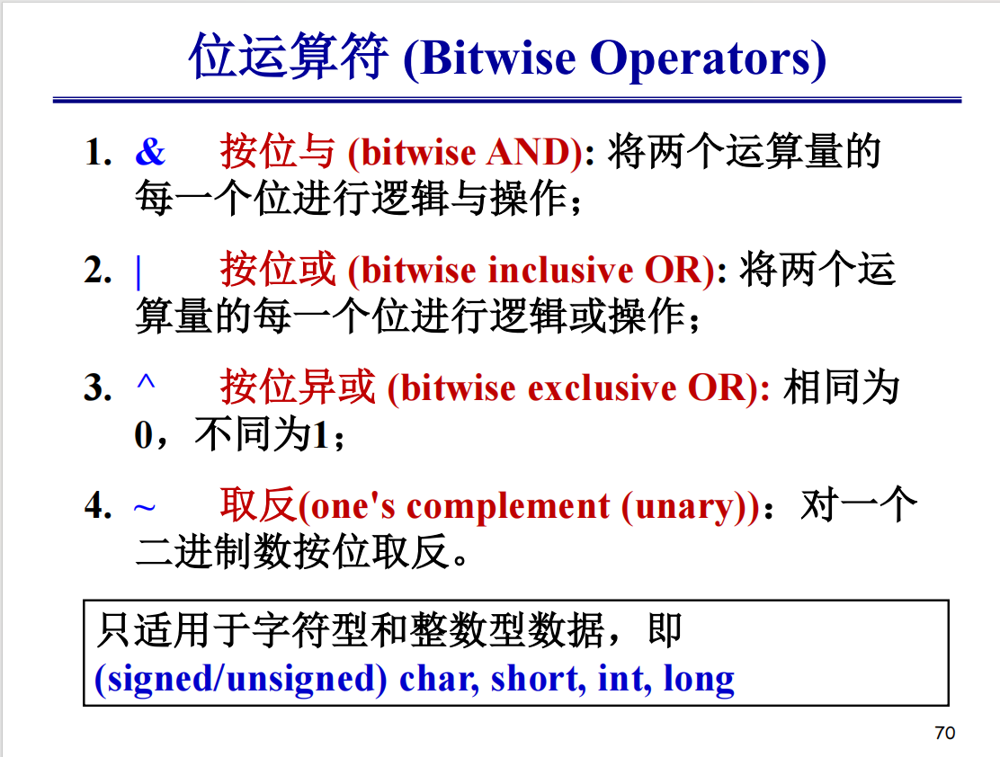 位运算符 (Bitwise Operators)
1. & 按位与 (bitwise AND): 将两个运算量的
每一个位进行逻辑与操作；
2. | 按位或 (bitwise inclusive OR): 将两个运
算量的每一个位进行逻辑或操作；
3. ^ 按位异或 (bitwise exclusive OR): 相同为
0，不同为1；
4. ~ 取反(one's complement (unary))：对一个
二进制数按位取反。
只适用于字符型和整数型数据，即
(signed/unsigned) char, short, int, long
70